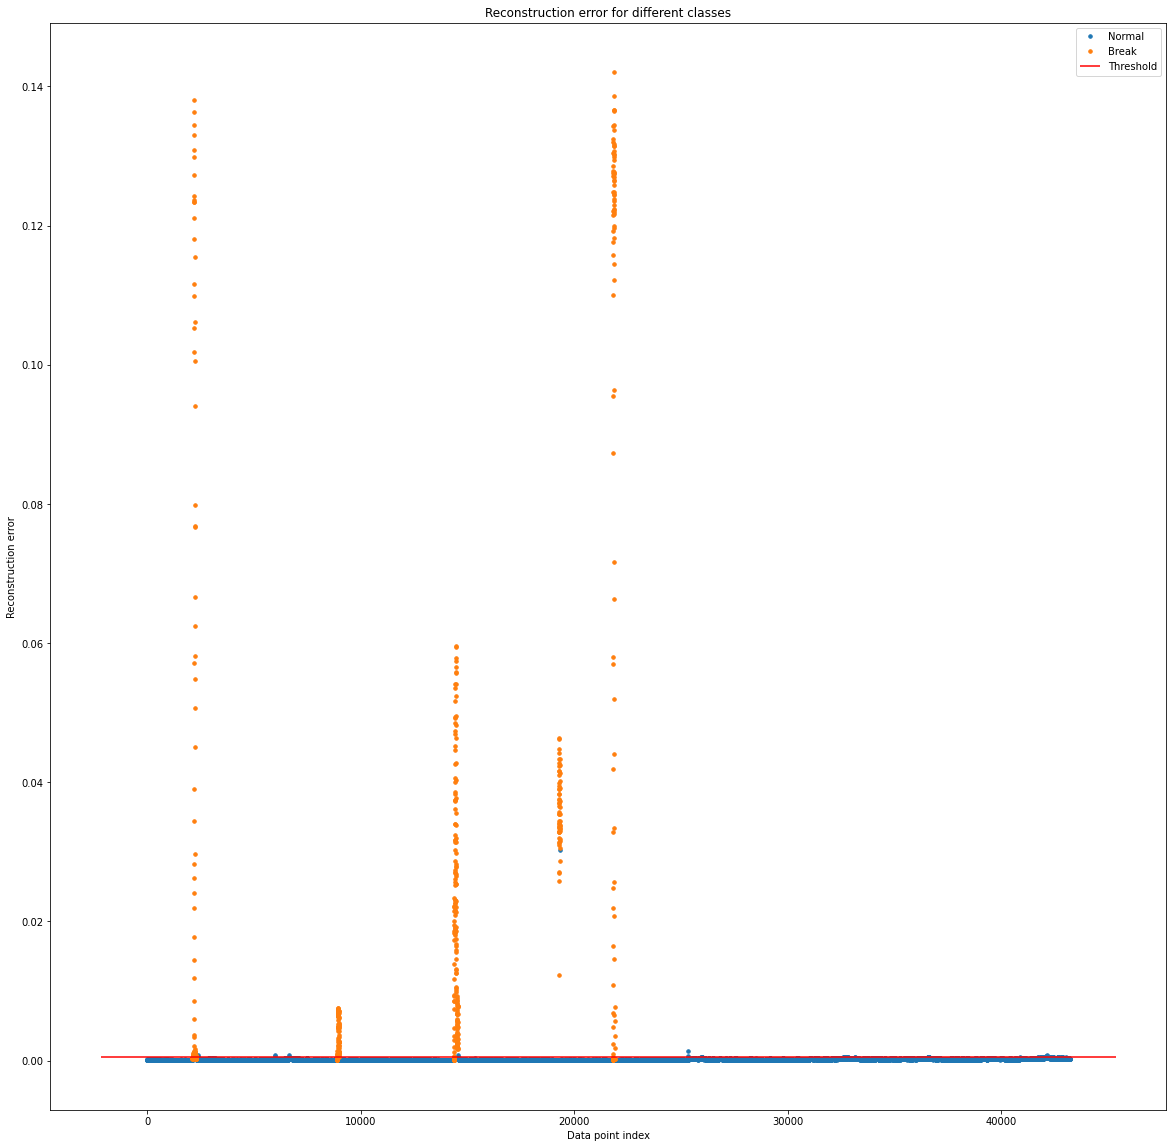 Reconstruction error for different classes
Normal
Break
Threshold
0.14
0.12
0.10
0.08
0.06
0.04
0.02
0.00
Reconstruction error
0
10000
20000
30000
40000
Data point index